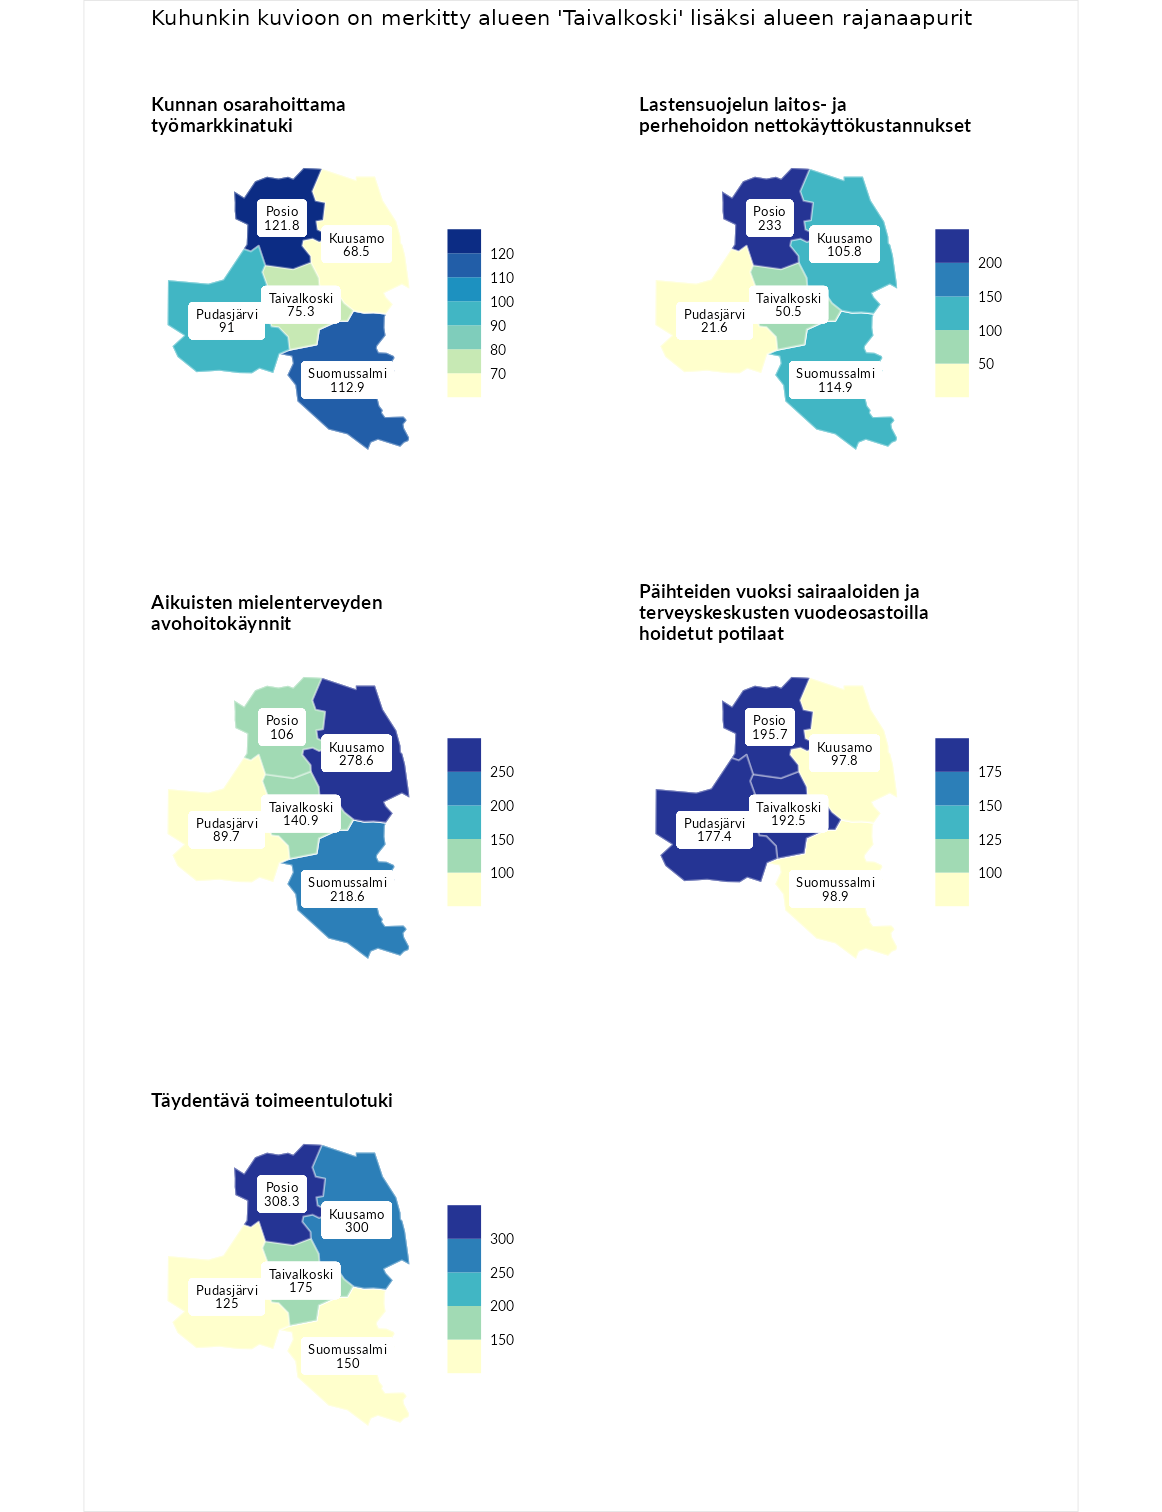 Kuhunkin kuvioon on merkitty alueen 'Taivalkoski' lisäksi alueen rajanaapurit
Kunnan osarahoittama
työmarkkinatuki
Posio
121.8
Kuusamo
68.5
Taivalkoski
75.3
Pudasjärvi
91
Suomussalmi
112.9
120
110
100
90
80
70
Lastensuojelun laitos- ja
perhehoidon nettokäyttökustannukset
Posio
233
Kuusamo
105.8
Taivalkoski
50.5
Pudasjärvi
21.6
Suomussalmi
114.9
200
150
100
50
Aikuisten mielenterveyden
avohoitokäynnit
Posio
106
Kuusamo
278.6
Taivalkoski
140.9
Pudasjärvi
89.7
Suomussalmi
218.6
250
200
150
100
Päihteiden vuoksi sairaaloiden ja
terveyskeskusten vuodeosastoilla
hoidetut potilaat
Posio
195.7
Kuusamo
97.8
Taivalkoski
192.5
Pudasjärvi
177.4
Suomussalmi
98.9
175
150
125
100
Täydentävä toimeentulotuki
Posio
308.3
Kuusamo
300
Taivalkoski
175
Pudasjärvi
125
Suomussalmi
150
300
250
200
150